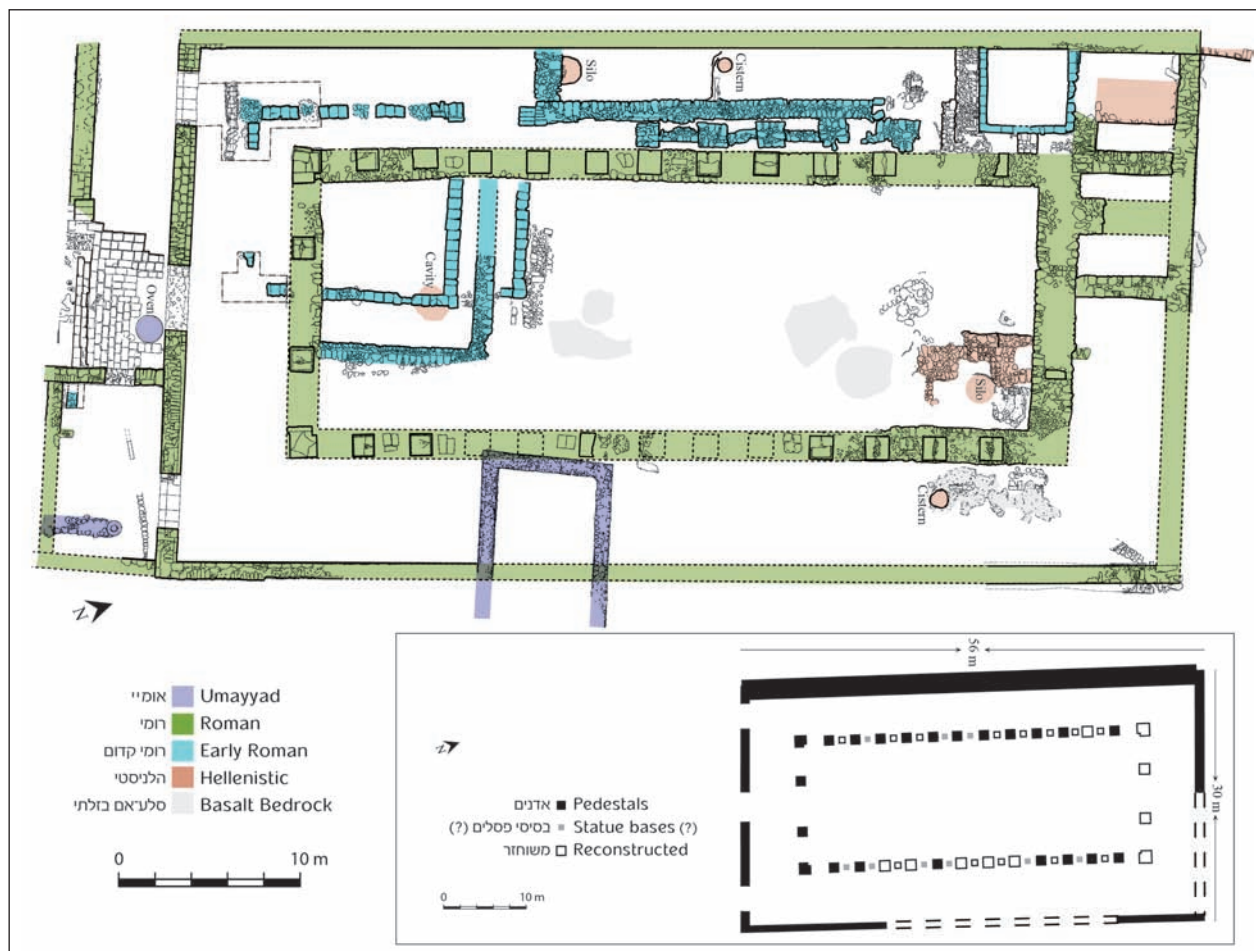 Silo
Cistern
Cavity
Oven
Silo
Cistern
N
אומיי Umayyad
רומי Roman
רומי קדום Early Roman
הלניסטי Hellenistic
סלע־אם בזלתי Basalt Bedrock
0 10 m
56 m
30 m
N
אדנים Pedestals
בסיסי פסלים (?) Statue bases (?)
משוחזר Reconstructed
0 10 m